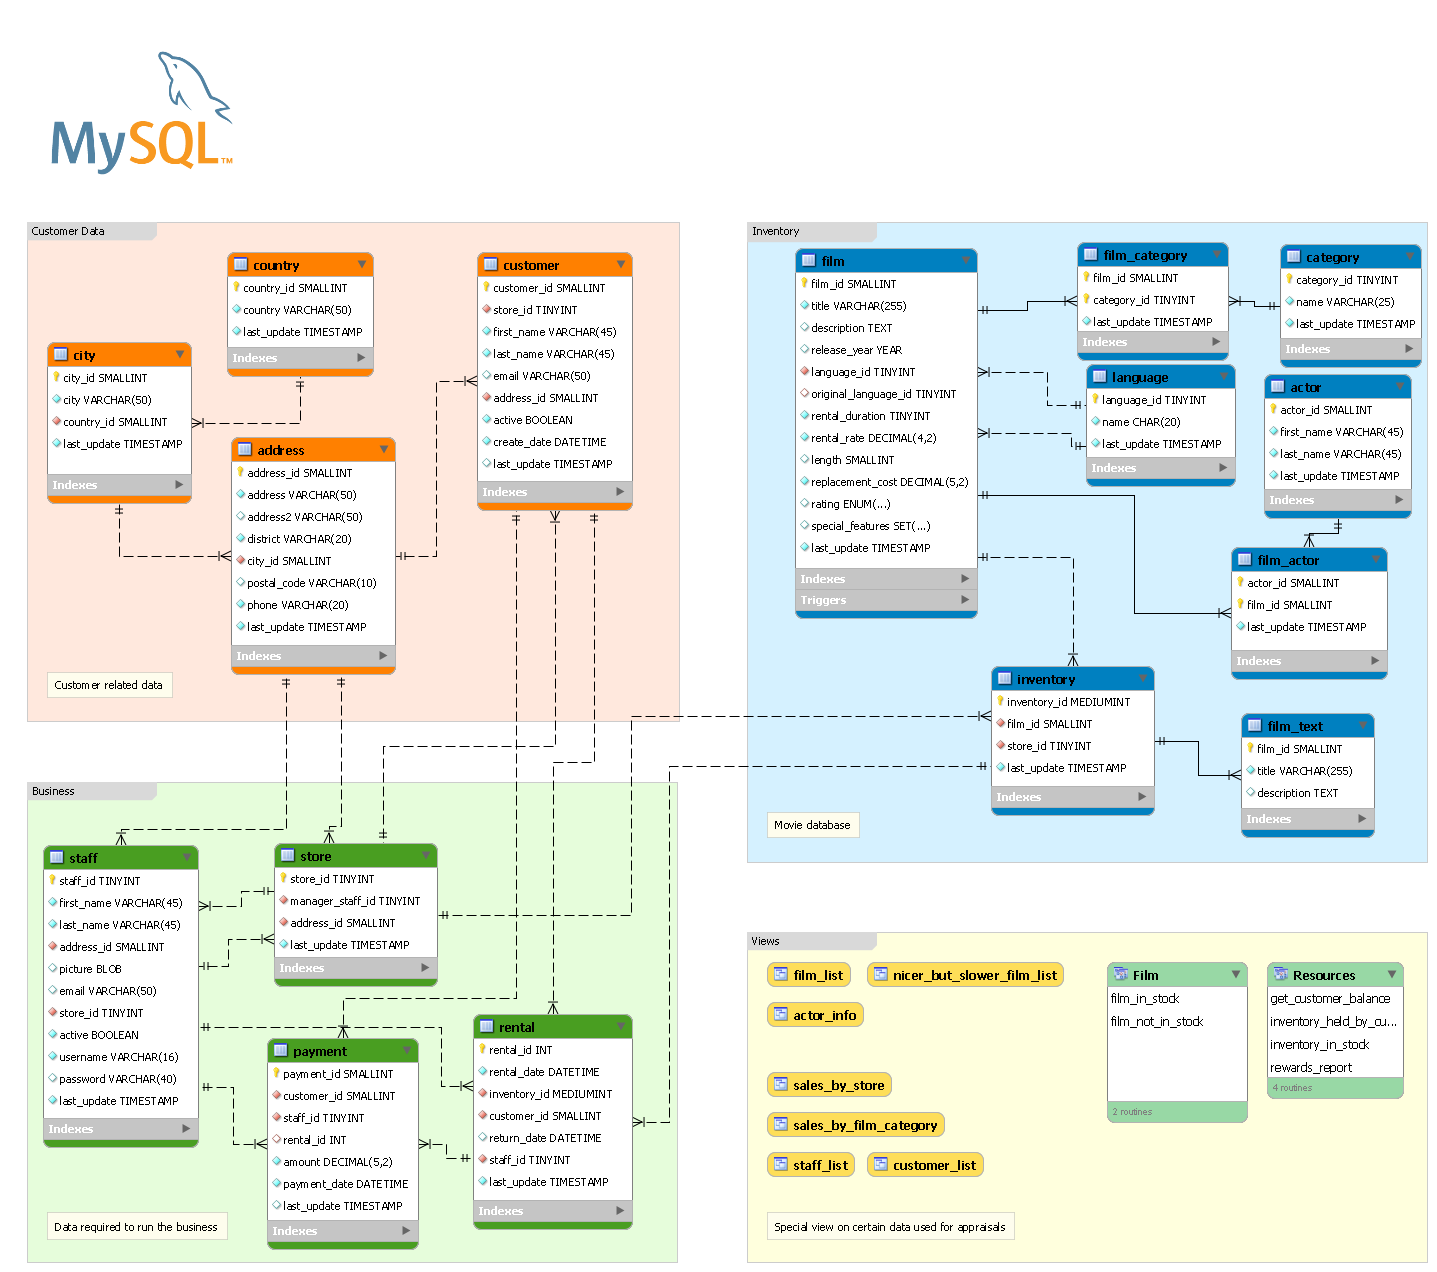 MySQL™
Customer Data
country
country_id SMALLINT
country VARCHAR(50)
last_update TIMESTAMP
Indexes
customer
customer_id SMALLINT
store_id TINYINT
first_name VARCHAR(45)
last_name VARCHAR(45)
email VARCHAR(50)
address_id SMALLINT
active BOOLEAN
create_date DATETIME
last_update TIMESTAMP
Indexes
city
city_id SMALLINT
city VARCHAR(50)
country_id SMALLINT
last_update TIMESTAMP
Indexes
address
address_id SMALLINT
address VARCHAR(50)
address2 VARCHAR(50)
district VARCHAR(20)
city_id SMALLINT
postal_code VARCHAR(10)
phone VARCHAR(20)
last_update TIMESTAMP
Indexes
Customer related data
Inventory
film
film_id SMALLINT
title VARCHAR(255)
description TEXT
release_year YEAR
language_id TINYINT
original_language_id TINYINT
rental_duration TINYINT
rental_rate DECIMAL(4,2)
length SMALLINT
replacement_cost DECIMAL(5,2)
rating ENUM(...)
special_features SET(...)
last_update TIMESTAMP
Indexes
Triggers
film_category
film_id SMALLINT
category_id TINYINT
last_update TIMESTAMP
Indexes
category
category_id TINYINT
name VARCHAR(25)
last_update TIMESTAMP
Indexes
language
language_id TINYINT
name CHAR(20)
last_update TIMESTAMP
Indexes
actor
actor_id SMALLINT
first_name VARCHAR(45)
last_name VARCHAR(45)
last_update TIMESTAMP
Indexes
film_actor
actor_id SMALLINT
film_id SMALLINT
last_update TIMESTAMP
Indexes
inventory
inventory_id MEDIUMINT
film_id SMALLINT
store_id TINYINT
last_update TIMESTAMP
Indexes
film_text
film_id SMALLINT
title VARCHAR(255)
description TEXT
Indexes
Movie database
Business
staff
staff_id TINYINT
first_name VARCHAR(45)
last_name VARCHAR(45)
address_id SMALLINT
picture BLOB
email VARCHAR(50)
store_id TINYINT
active BOOLEAN
username VARCHAR(16)
password VARCHAR(40)
last_update TIMESTAMP
Indexes
store
store_id TINYINT
manager_staff_id TINYINT
address_id SMALLINT
last_update TIMESTAMP
Indexes
payment
payment_id SMALLINT
customer_id SMALLINT
staff_id TINYINT
rental_id INT
amount DECIMAL(5,2)
payment_date DATETIME
last_update TIMESTAMP
Indexes
rental
rental_id INT
rental_date DATETIME
inventory_id MEDIUMINT
customer_id SMALLINT
return_date DATETIME
staff_id TINYINT
last_update TIMESTAMP
Indexes
Data required to run the business
Views
film_list
nicer_but_slower_film_list
actor_info
sales_by_store
sales_by_film_category
staff_list
customer_list
Film
film_in_stock
film_not_in_stock
2 routines
Resources
get_customer_balance
inventory_held_by_cu...
inventory_in_stock
rewards_report
4 routines
Special view on certain data used for appraisals